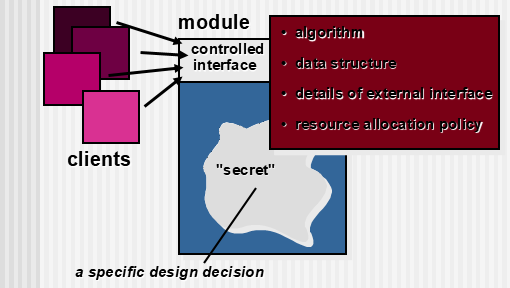 module
controlled
interface
• algorithm
• data structure
• details of external interface
• resource allocation policy
clients
"secret"
a specific design decision